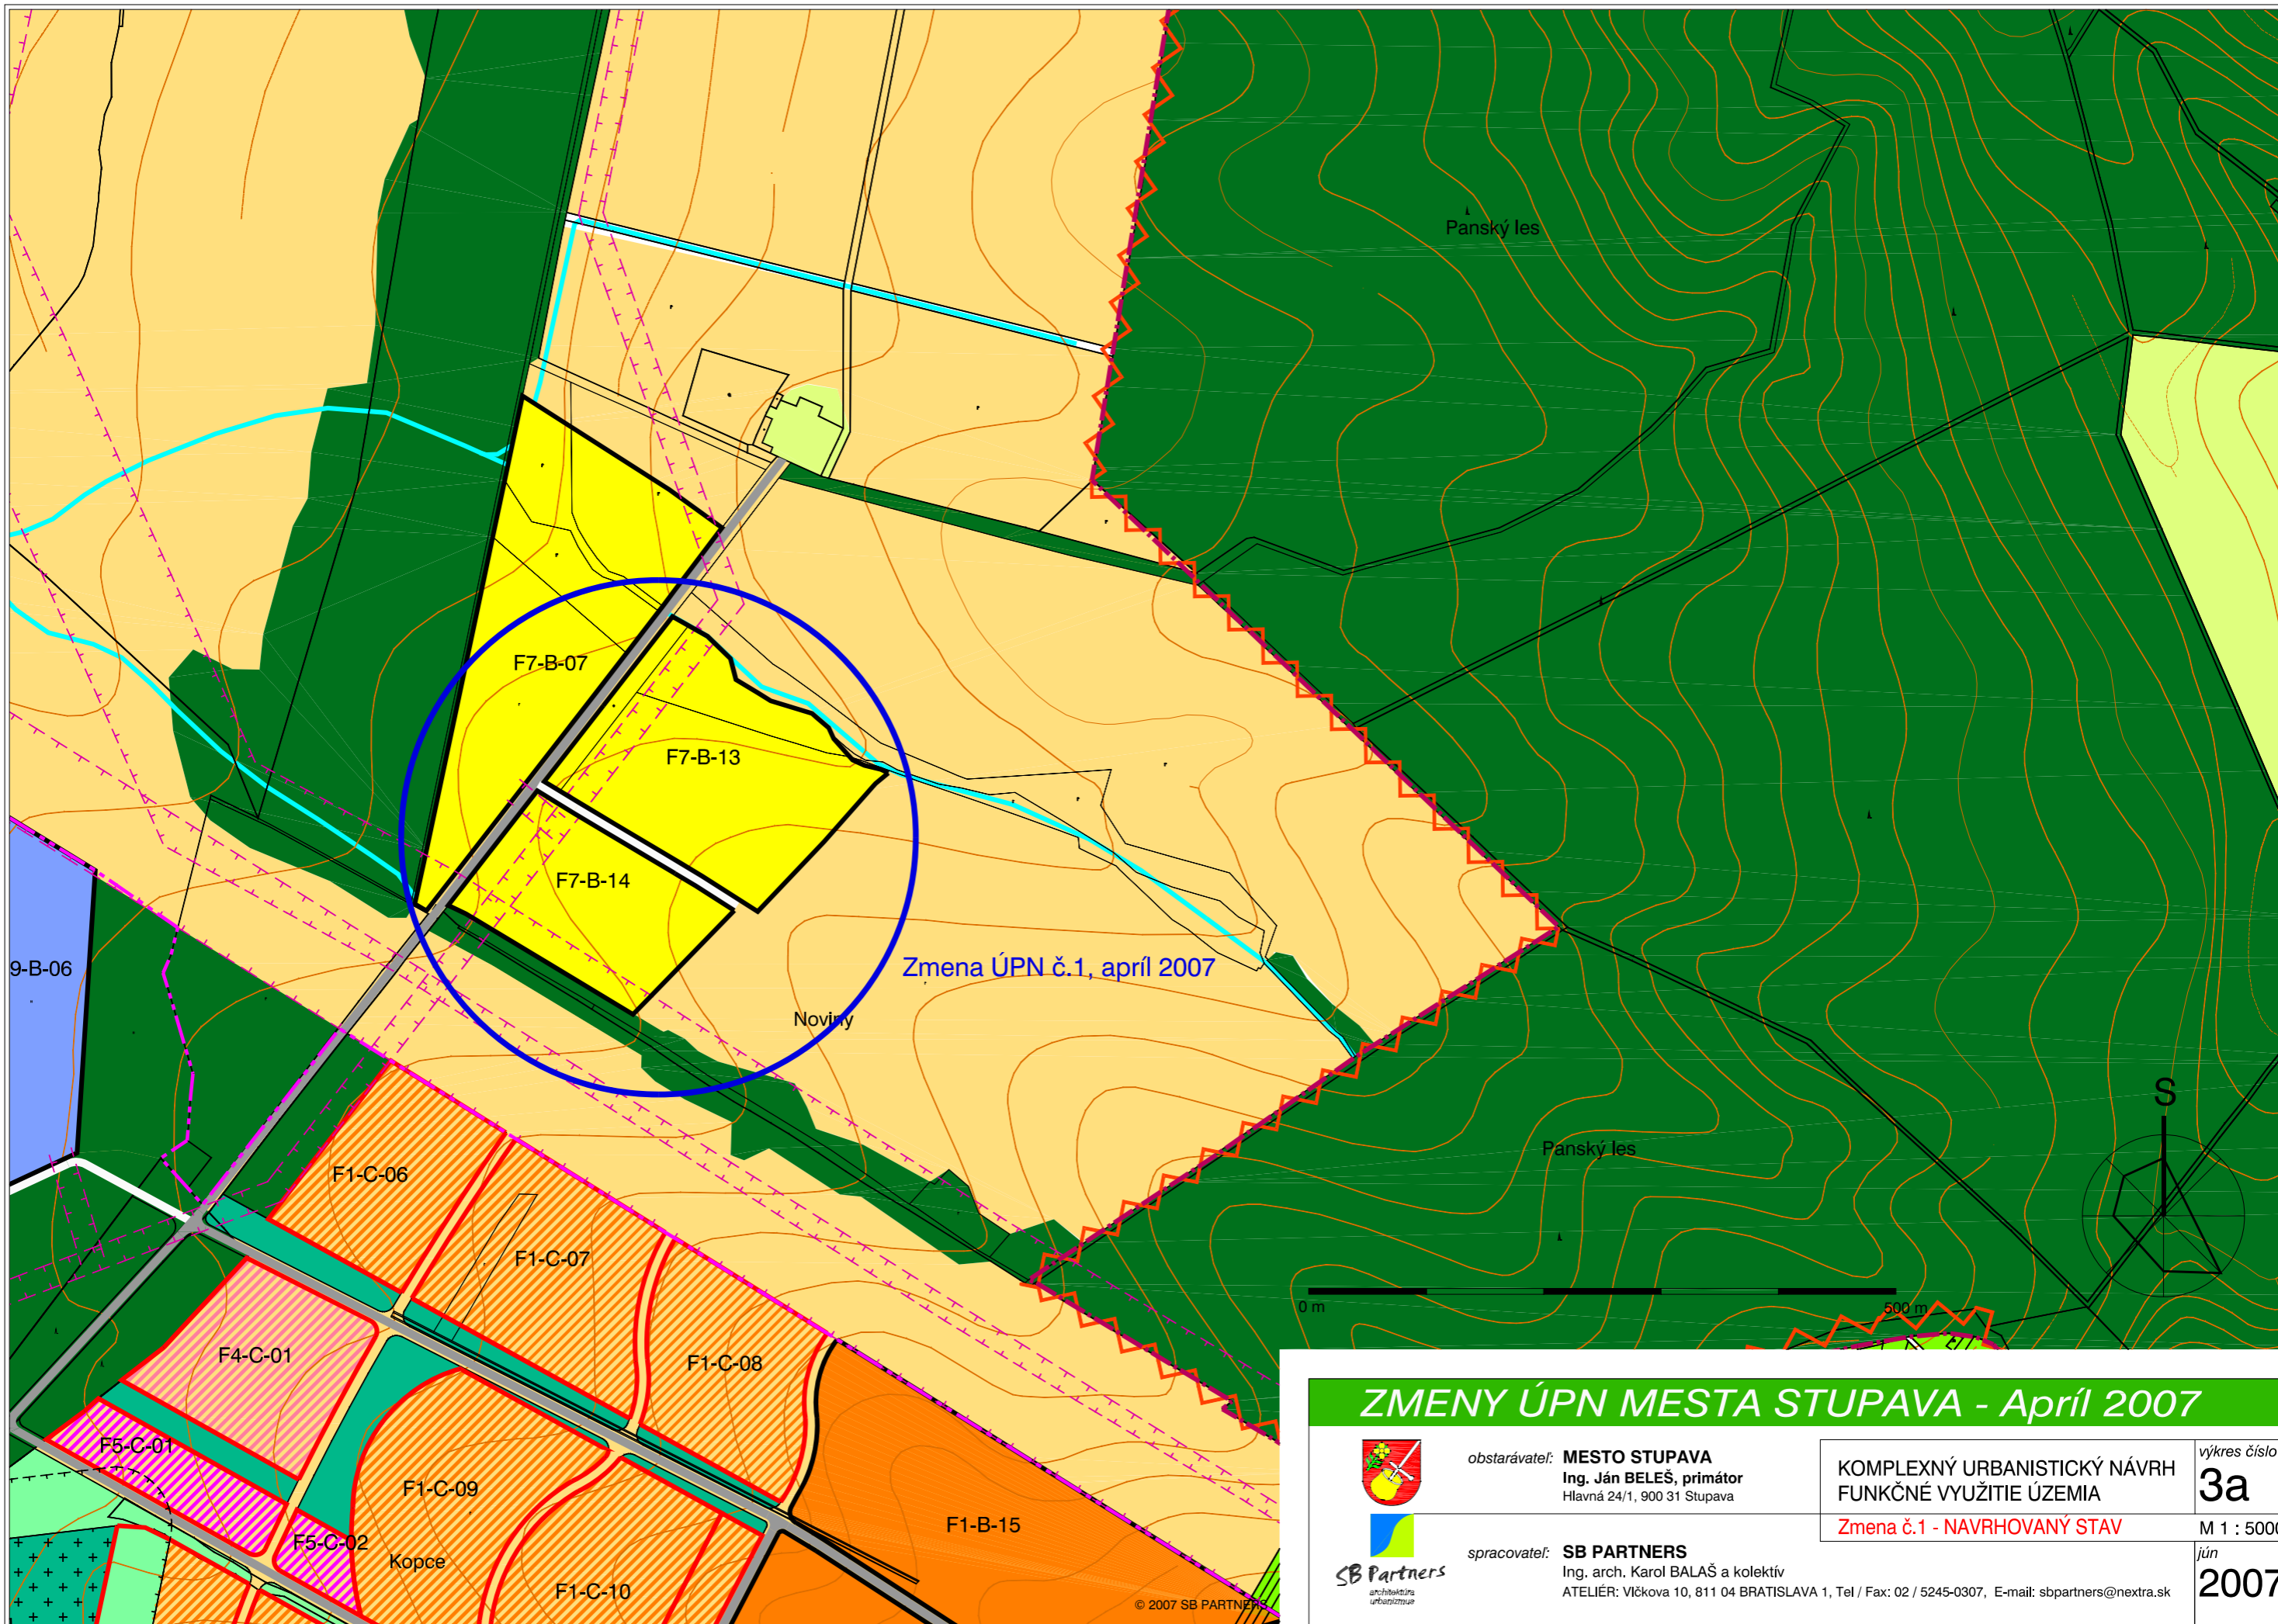 Panský les
F7-B-07
F7-B-13
F7-B-14
9-B-06
Zmena ÚPN č.1, apríl 2007
Noviny
S
Panský les
F1-C-06
F1-C-07
0 m
500 m
F4-C-01
F1-C-08
F5-C-01
F1-C-09
F1-B-15
F5-C-02
Kopce
F1-C-10
© 2007 SB PARTNERS
ZMENY ÚPN MESTA STUPAVA - Apríl 2007
obstarávateľ: MESTO STUPAVA
Ing. Ján BELEŠ, primátor
Hlavná 24/1, 900 31 Stupava
KOMPLEXNÝ URBANISTICKÝ NÁVRH
FUNKČNÉ VYUŽITIE ÚZEMIA
Zmena č.1 - NAVRHOVANÝ STAV
výkres číslo
3a
M 1 : 5000
jún
2007
SB Partners
architektúra
urbanizmus
spracovateľ: SB PARTNERS
Ing. arch. Karol BALAŠ a kolektív
ATELIÉR: Vlčkova 10, 811 04 BRATISLAVA 1, Tel / Fax: 02 / 5245-0307, E-mail: sbpartners@nextra.sk